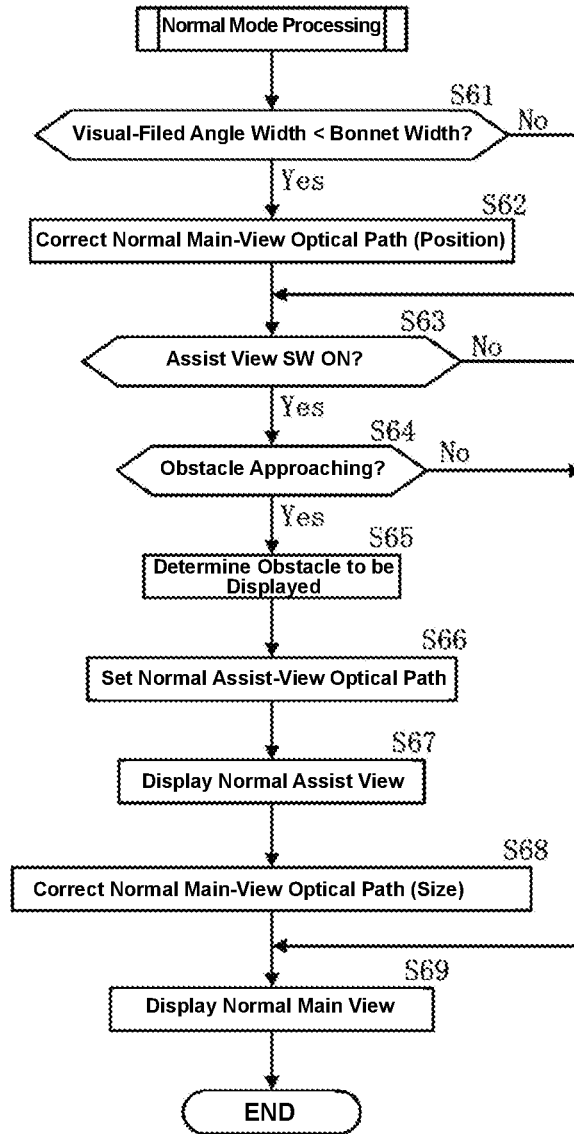 Normal Mode Processing
S61
Visual-Filed Angle Width < Bonnet Width?
No
Yes
S62
Correct Normal Main-View Optical Path (Position)
S63
Assist View SW ON?
No
Yes
S64
Obstacle Approaching?
No
Yes
S65
Determine Obstacle to be
Displayed
S66
Set Normal Assist-View Optical Path
S67
Display Normal Assist View
S68
Correct Normal Main-View Optical Path (Size)
S69
Display Normal Main View
END